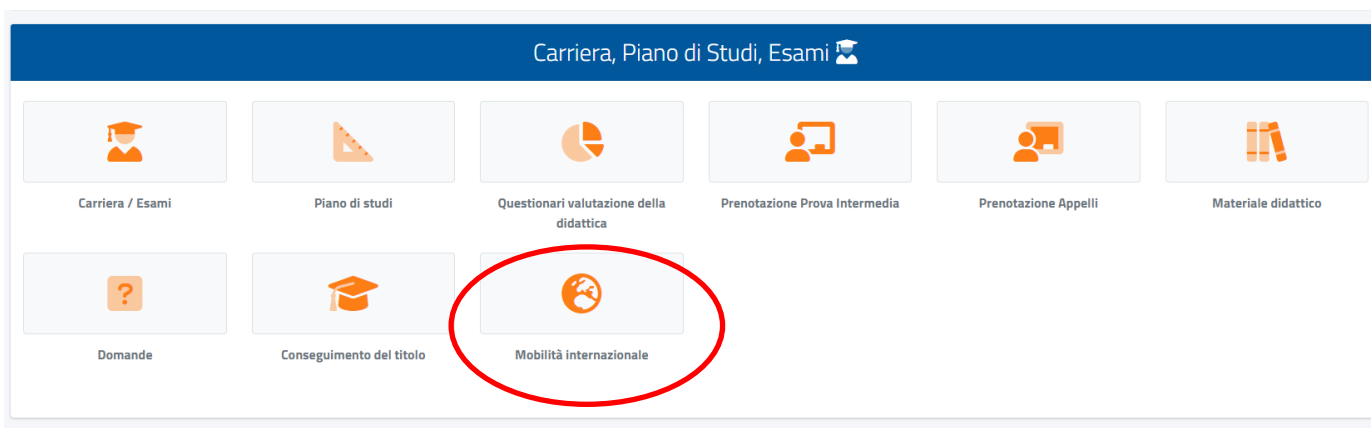 Carriera, Piano di Studi, Esami
Carriera / Esami
Piano di studi
Questionari valutazione della
didattica
Prenotazione Prova Intermedia
Prenotazione Appelli
Materiale didattico
?
Domande
Conseguimento del titolo
Mobilità internazionale